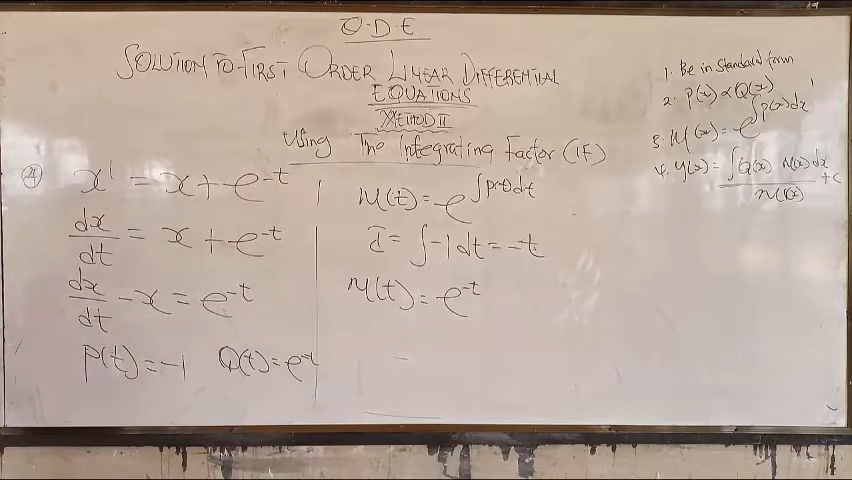 O.D.E
SOLUTION TO FIRST ORDER LINEAR DIFFERENTIAL
EQUATIONS
METHOD II
Using The Integrating Factor (IF)
1. Be in Standard form
2. P(x) ∝ Q(x)
3. M(x) = e^∫p(x)dx
4. y(x) = ∫Q(x) M(x) dx / M(x) + c
4 x' = x + e^-t
dx/dt = x + e^-t
dx/dt - x = e^-t
P(t) = -1 Q(t) = e^-t
M(t) = e^∫p(t)dt
I = ∫-1 dt = -t
M(t) = e^-t